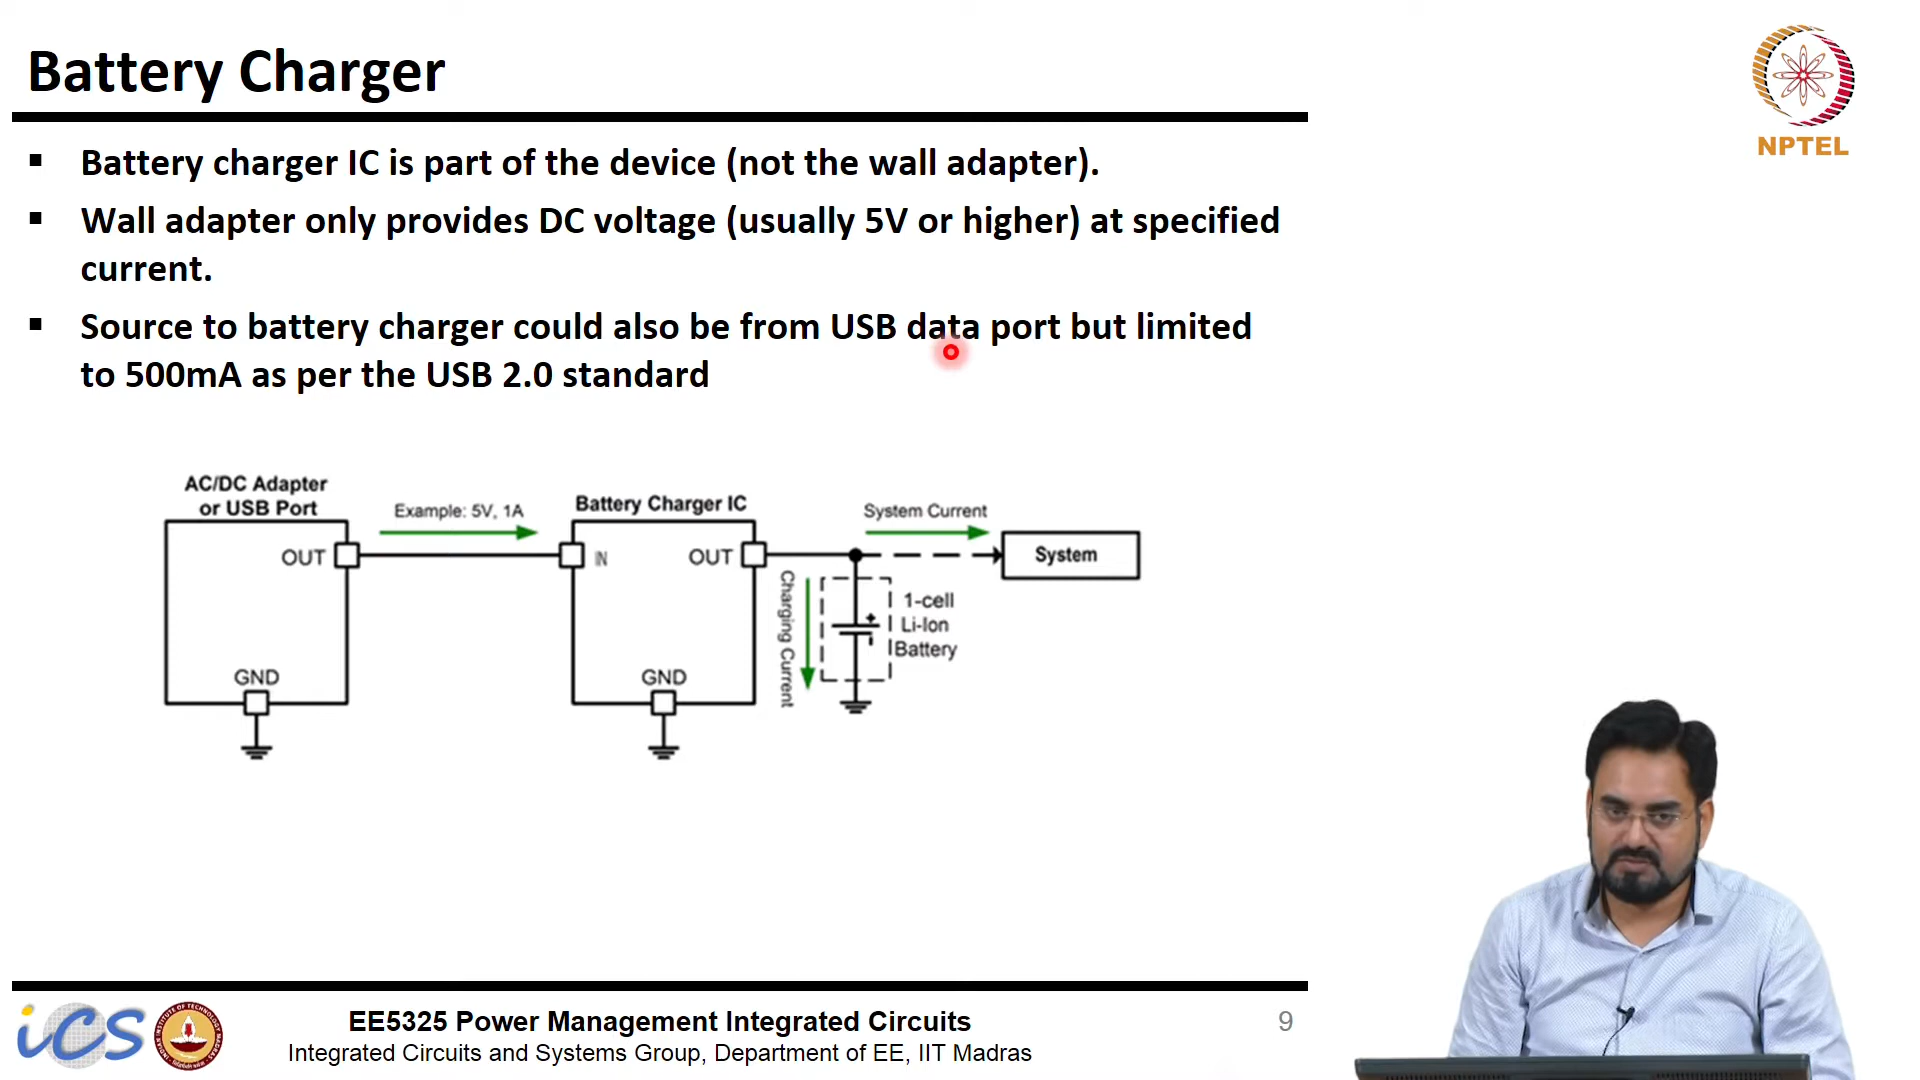 Battery Charger
NPTEL
▪ Battery charger IC is part of the device (not the wall adapter).
▪ Wall adapter only provides DC voltage (usually 5V or higher) at specified
current.
▪ Source to battery charger could also be from USB data port but limited
to 500mA as per the USB 2.0 standard
AC/DC Adapter
or USB Port
Example: 5V, 1A
Battery Charger IC
System Current
OUT
IN
OUT
System
Charging Current
1-cell
Li-Ion
Battery
GND
GND
ics
EE5325 Power Management Integrated Circuits
Integrated Circuits and Systems Group, Department of EE, IIT Madras
9